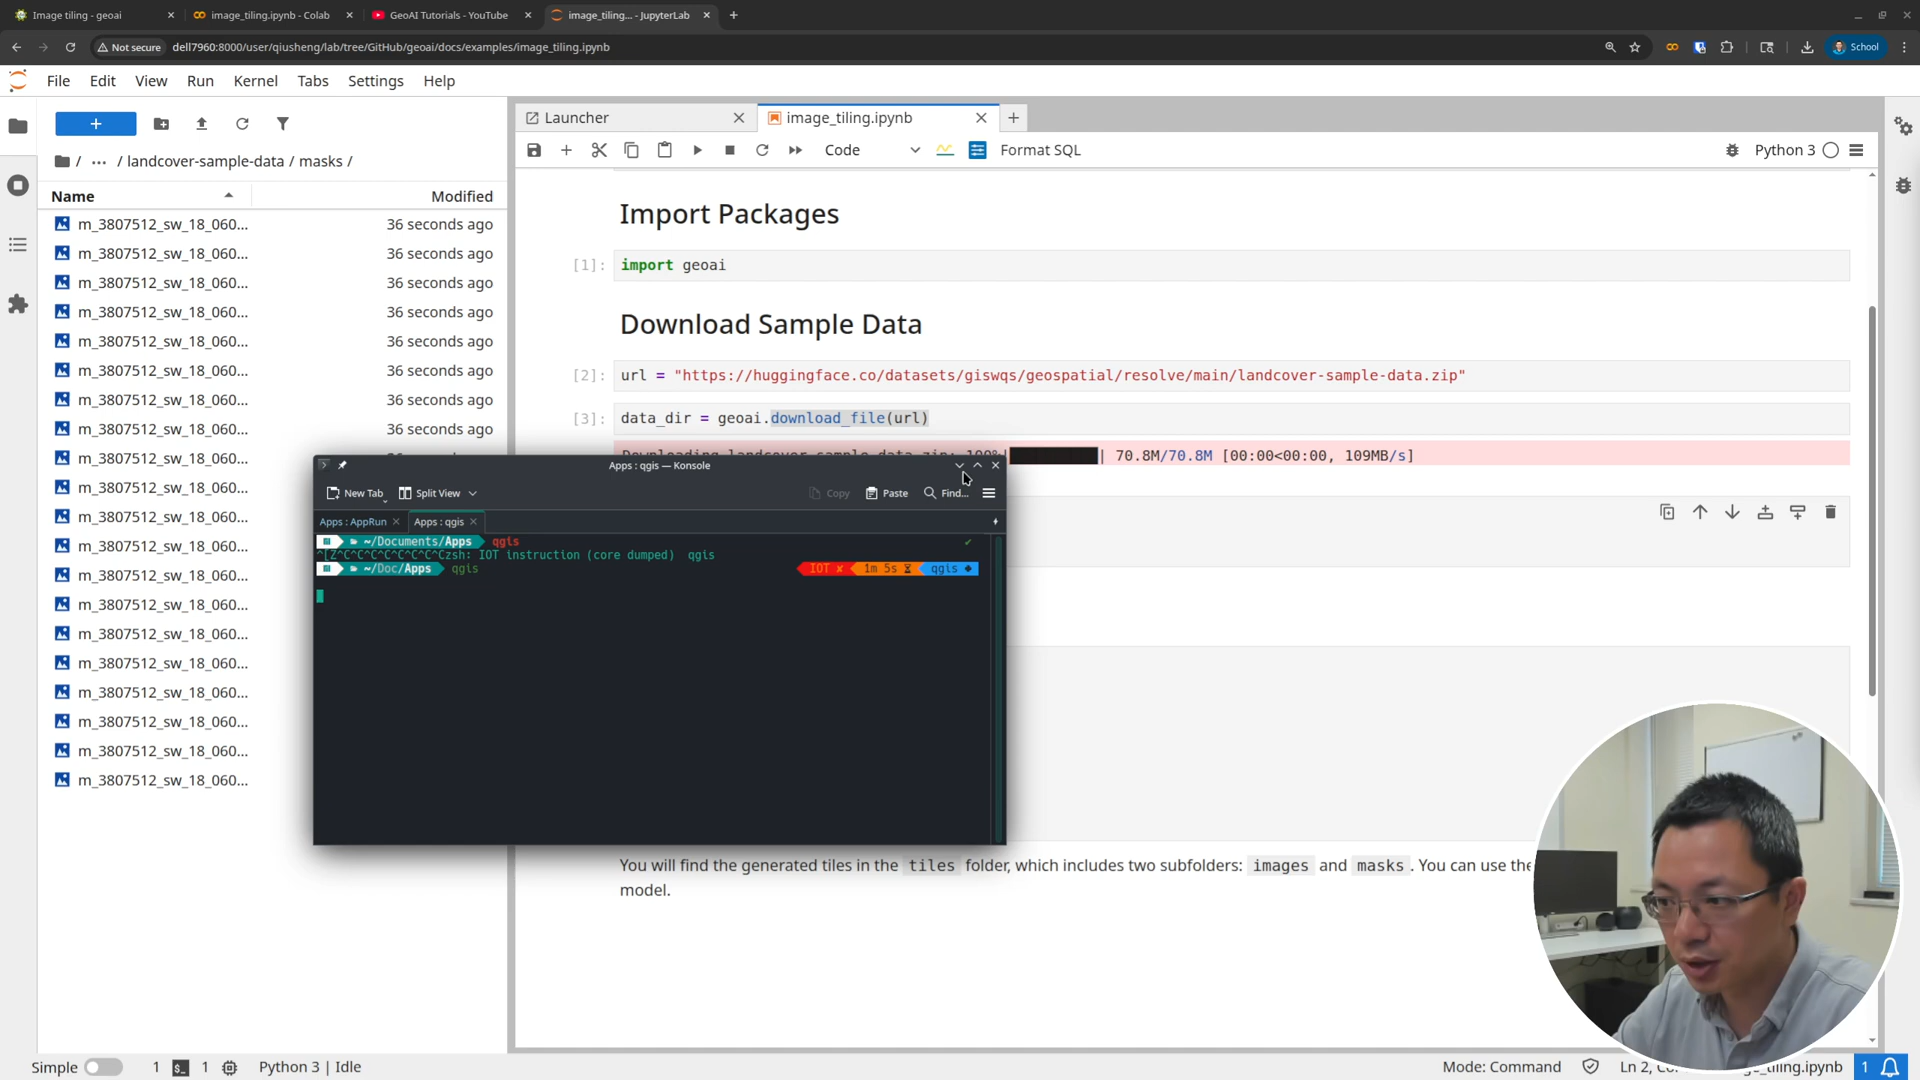 Image tiling - geoai
image_tiling.ipynb - Colab
GeoAI Tutorials - YouTube
image_tiling... - JupyterLab
Not secure
dell7960:8000/user/qiusheng/lab/tree/GitHub/geoai/docs/examples/image_tiling.ipynb
School
File Edit View Run Kernel Tabs Settings Help
/ ... / landcover-sample-data / masks /
Name Modified
m_3807512_sw_18_060... 36 seconds ago
m_3807512_sw_18_060... 36 seconds ago
m_3807512_sw_18_060... 36 seconds ago
m_3807512_sw_18_060... 36 seconds ago
m_3807512_sw_18_060... 36 seconds ago
m_3807512_sw_18_060... 36 seconds ago
m_3807512_sw_18_060... 36 seconds ago
m_3807512_sw_18_060... 36 seconds ago
m_3807512_sw_18_060...
m_3807512_sw_18_060...
m_3807512_sw_18_060...
m_3807512_sw_18_060...
m_3807512_sw_18_060...
m_3807512_sw_18_060...
m_3807512_sw_18_060...
m_3807512_sw_18_060...
m_3807512_sw_18_060...
m_3807512_sw_18_060...
m_3807512_sw_18_060...
m_3807512_sw_18_060...
Launcher
image_tiling.ipynb
Code
Format SQL
Python 3
Import Packages
[1]: import geoai
Download Sample Data
[2]: url = "https://huggingface.co/datasets/giswqs/geospatial/resolve/main/landcover-sample-data.zip"
[3]: data_dir = geoai.download_file(url)
| 70.8M/70.8M [00:00<00:00, 109MB/s]
Apps : qgis — Konsole
New Tab Split View Copy Paste Find...
Apps : AppRun Apps : qgis
~/Documents/Apps qgis
^[Z^C^C^C^C^C^C^C^Czsh: IOT instruction (core dumped) qgis
~/Doc/Apps qgis IOT ✘ 1m 5s qgis
You will find the generated tiles in the tiles folder, which includes two subfolders: images and masks. You can use the
model.
Simple 1 1 Python 3 | Idle
Mode: Command
Ln 2,
_tiling.ipynb 1